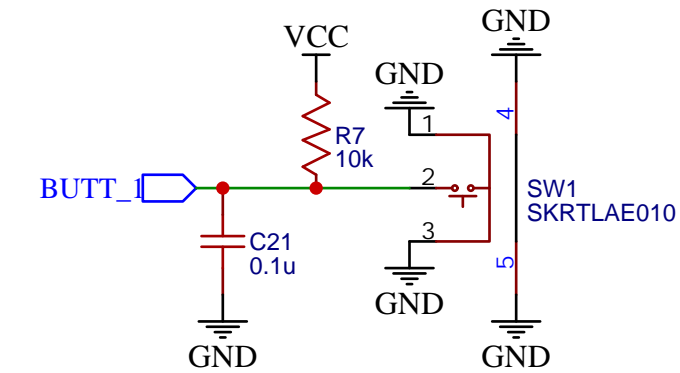 GND
VCC
GND
1
4
R7
10k
BUTT_1
2
SW1
SKRTLAE010
C21
0.1u
3
5
GND
GND
GND